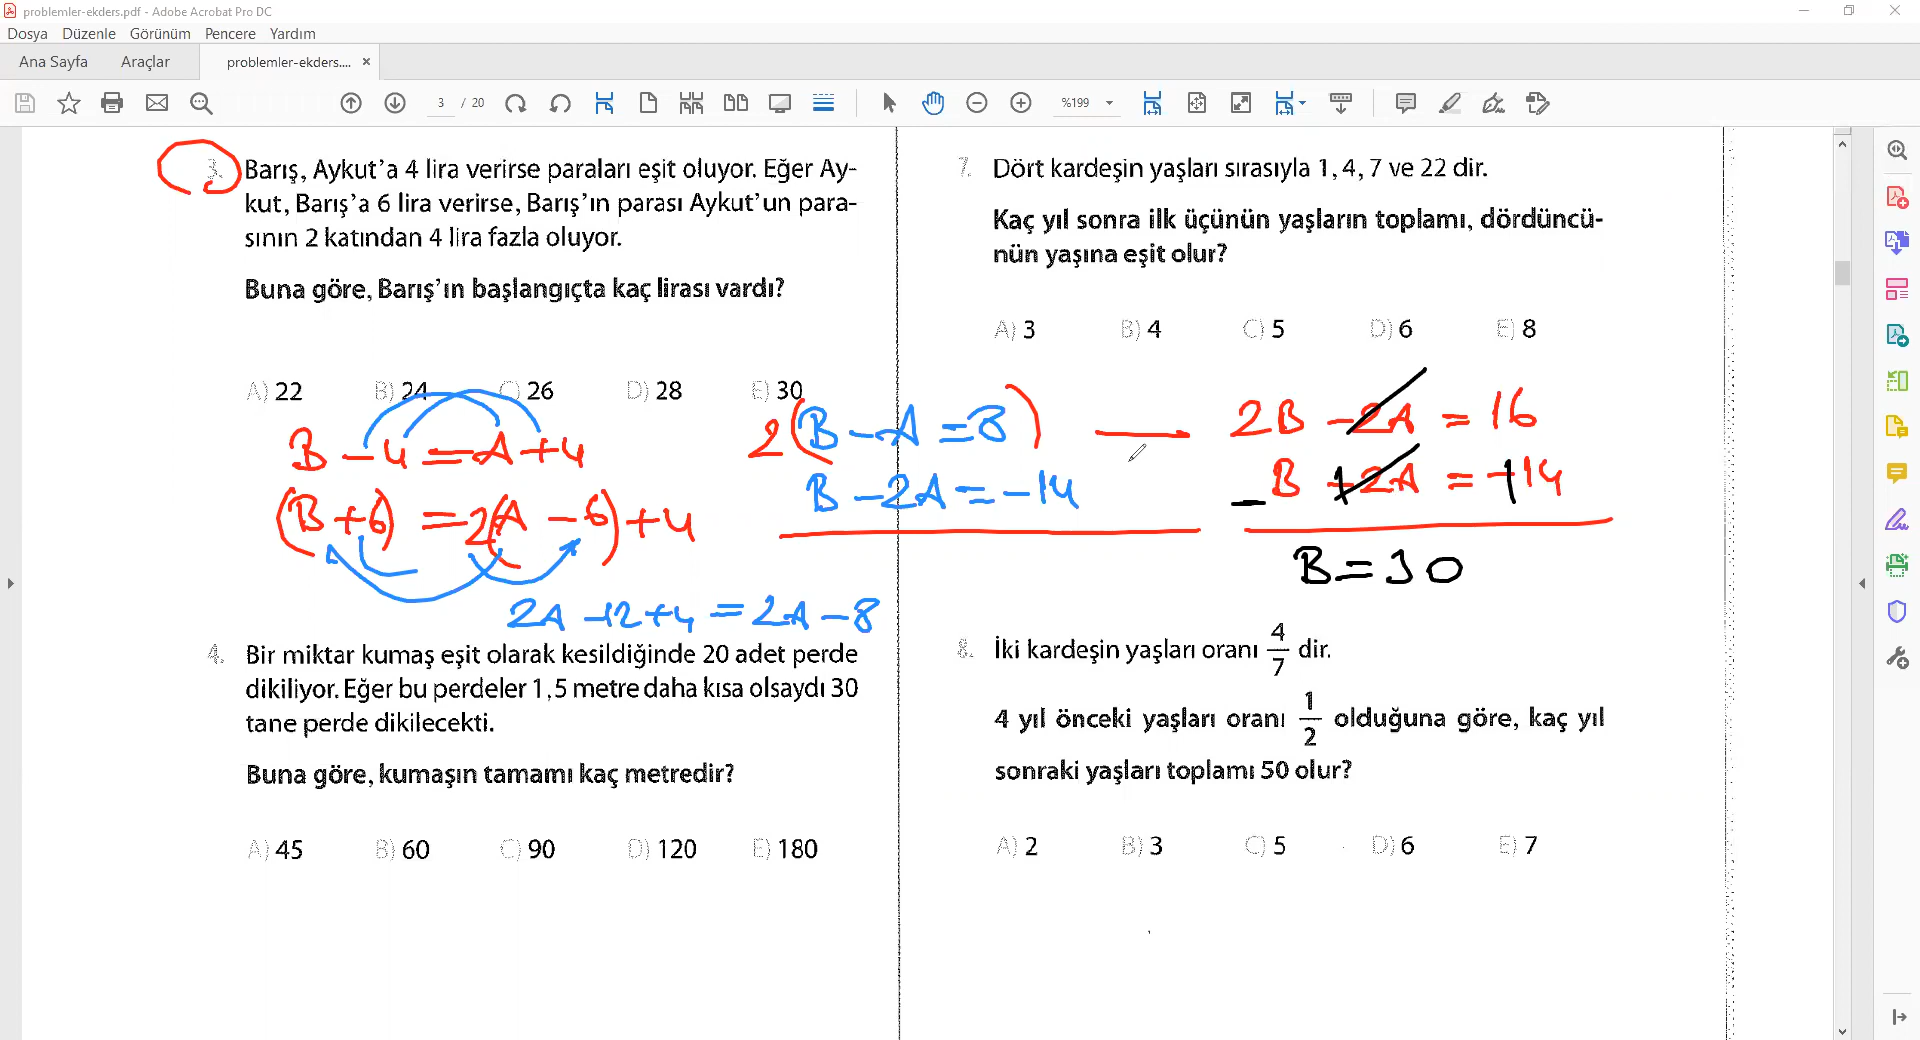 problemler-ekders.pdf - Adobe Acrobat Pro DC
Dosya Düzenle Görünüm Pencere Yardım
Ana Sayfa Araçlar problemler-ekders.... ×
3 / 20 %199
3. Barış, Aykut’a 4 lira verirse paraları eşit oluyor. Eğer Ay-
kut, Barış’a 6 lira verirse, Barış’ın parası Aykut’un para-
sının 2 katından 4 lira fazla oluyor.
Buna göre, Barış’ın başlangıçta kaç lirası vardı?
A) 22 B) 24 C) 26 D) 28 E) 30
B - 4 = A + 4
(B + 6) = 2(A - 6) + 4
2A - 12 + 4 = 2A - 8
2(B - A = 8)
B - 2A = -14
4. Bir miktar kumaş eşit olarak kesildiğinde 20 adet perde
dikiliyor. Eğer bu perdeler 1,5 metre daha kısa olsaydı 30
tane perde dikilecekti.
Buna göre, kumaşın tamamı kaç metredir?
A) 45 B) 60 C) 90 D) 120 E) 180
7. Dört kardeşin yaşları sırasıyla 1, 4, 7 ve 22 dir.
Kaç yıl sonra ilk üçünün yaşların toplamı, dördüncü-
nün yaşına eşit olur?
A) 3 B) 4 C) 5 D) 6 E) 8
2B - 2A = 16
-B + 2A = +14
B = 30
8. İki kardeşin yaşları oranı 4/7 dir.
4 yıl önceki yaşları oranı 1/2 olduğuna göre, kaç yıl
sonraki yaşları toplamı 50 olur?
A) 2 B) 3 C) 5 D) 6 E) 7